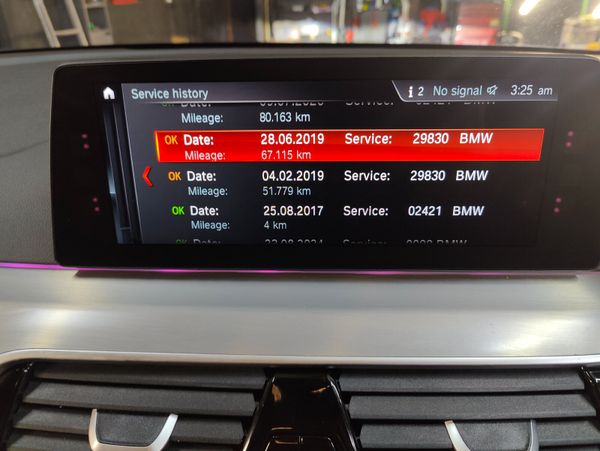 Service history
i 2 No signal 3:25 am
Date:
Mileage: 80.163 km
OK Date: 28.06.2019 Service: 29830 BMW
Mileage: 67.115 km
OK Date: 04.02.2019 Service: 29830 BMW
Mileage: 51.779 km
OK Date: 25.08.2017 Service: 02421 BMW
Mileage: 4 km